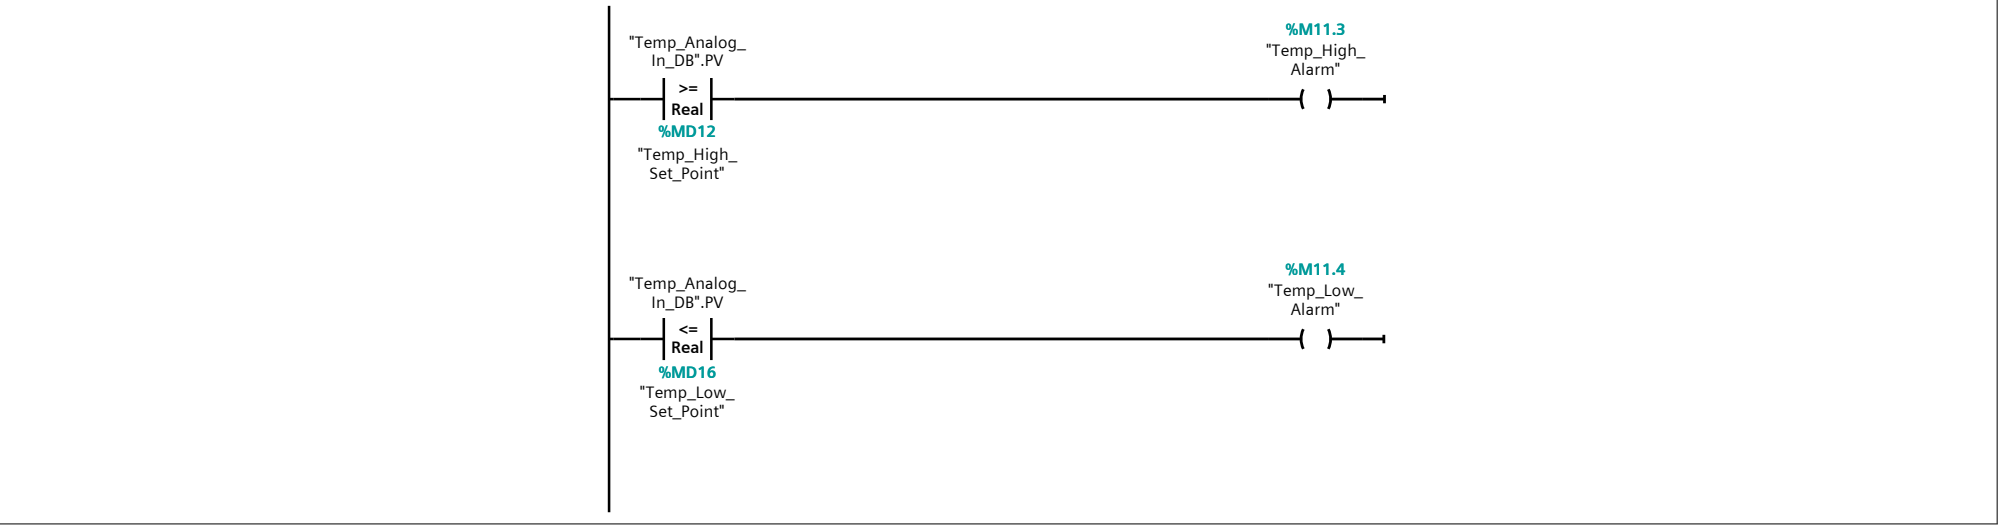 %M11.3
"Temp_Analog_
In_DB".PV
"Temp_High_
Alarm"
>=
Real
%MD12
"Temp_High_
Set_Point"
%M11.4
"Temp_Analog_
In_DB".PV
"Temp_Low_
Alarm"
<=
Real
%MD16
"Temp_Low_
Set_Point"